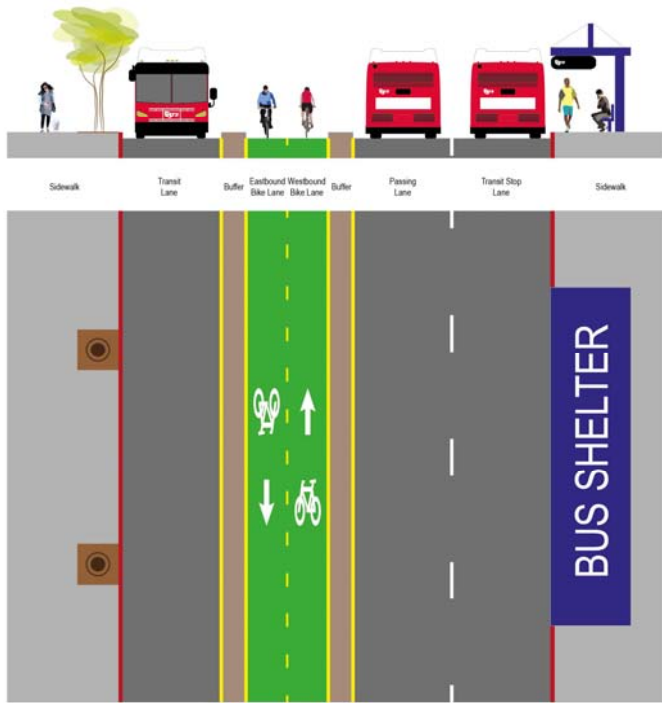 Sidewalk
Transit
Lane
Buffer
Eastbound
Bike Lane
Westbound
Bike Lane
Buffer
Passing
Lane
Transit Stop
Lane
Sidewalk
BUS SHELTER